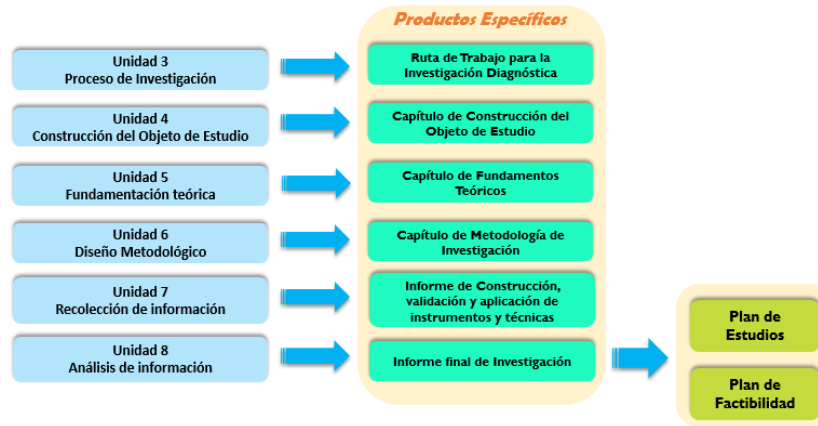 Productos Específicos
Unidad 3
Proceso de Investigación
Ruta de Trabajo para la
Investigación Diagnóstica
Unidad 4
Construcción del Objeto de Estudio
Capítulo de Construcción del
Objeto de Estudio
Unidad 5
Fundamentación teórica
Capítulo de Fundamentos
Teóricos
Unidad 6
Diseño Metodológico
Capítulo de Metodología de
Investigación
Unidad 7
Recolección de información
Informe de Construcción,
validación y aplicación de
instrumentos y técnicas
Unidad 8
Análisis de información
Informe final de Investigación
Plan de
Estudios
Plan de
Factibilidad